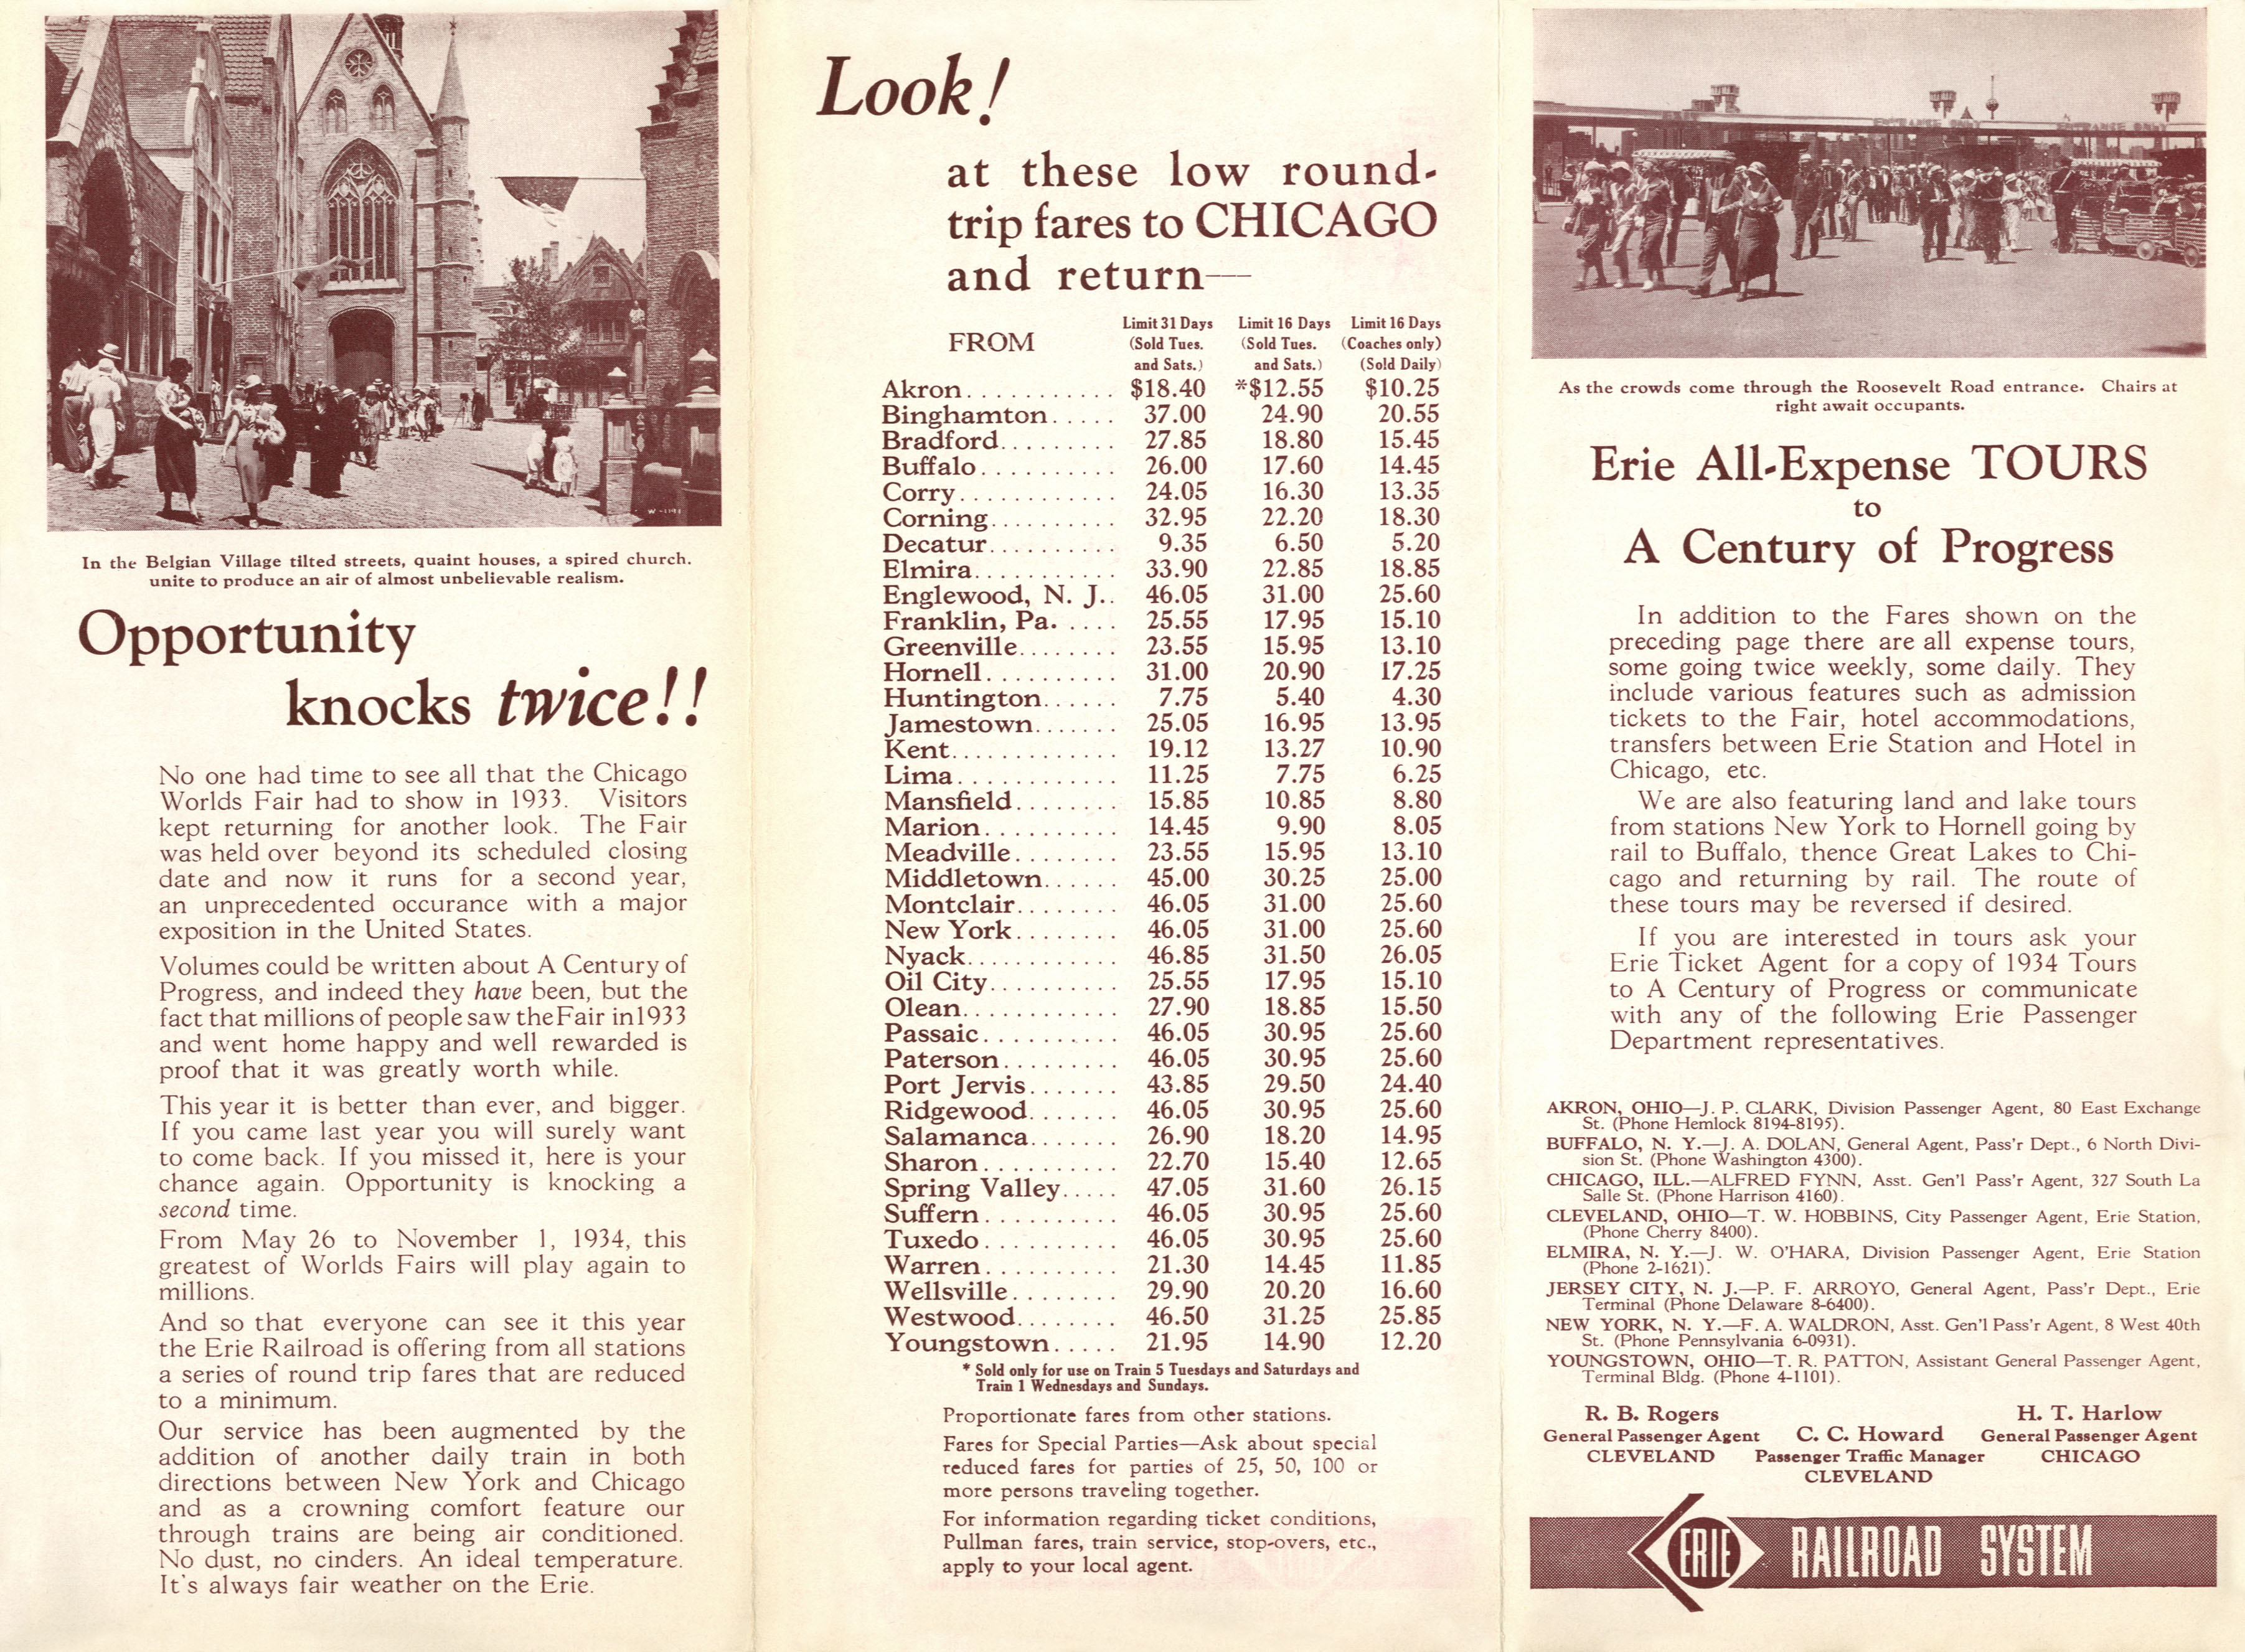 W-1191
In the Belgian Village tilted streets, quaint houses, a spired church.
unite to produce an air of almost unbelievable realism.
Opportunity
knocks twice!!
No one had time to see all that the Chicago
Worlds Fair had to show in 1933. Visitors
kept returning for another look. The Fair
was held over beyond its scheduled closing
date and now it runs for a second year,
an unprecedented occurance with a major
exposition in the United States.
Volumes could be written about A Century of
Progress, and indeed they have been, but the
fact that millions of people saw the Fair in 1933
and went home happy and well rewarded is
proof that it was greatly worth while.
This year it is better than ever, and bigger.
If you came last year you will surely want
to come back. If you missed it, here is your
chance again. Opportunity is knocking a
second time.
From May 26 to November 1, 1934, this
greatest of Worlds Fairs will play again to
millions.
And so that everyone can see it this year
the Erie Railroad is offering from all stations
a series of round trip fares that are reduced
to a minimum.
Our service has been augmented by the
addition of another daily train in both
directions between New York and Chicago
and as a crowning comfort feature our
through trains are being air conditioned.
No dust, no cinders. An ideal temperature.
It's always fair weather on the Erie.
Look!
at these low round-
trip fares to CHICAGO
and return—
Limit 31 Days Limit 16 Days Limit 16 Days
FROM (Sold Tues. (Sold Tues. (Coaches only)
and Sats.) and Sats.) (Sold Daily)
Akron........... $18.40 *$12.55 $10.25
Binghamton..... 37.00 24.90 20.55
Bradford......... 27.85 18.80 15.45
Buffalo.......... 26.00 17.60 14.45
Corry............ 24.05 16.30 13.35
Corning.......... 32.95 22.20 18.30
Decatur.......... 9.35 6.50 5.20
Elmira........... 33.90 22.85 18.85
Englewood, N. J.. 46.05 31.00 25.60
Franklin, Pa. .... 25.55 17.95 15.10
Greenville........ 23.55 15.95 13.10
Hornell.......... 31.00 20.90 17.25
Huntington...... 7.75 5.40 4.30
Jamestown....... 25.05 16.95 13.95
Kent............. 19.12 13.27 10.90
Lima............ 11.25 7.75 6.25
Mansfield........ 15.85 10.85 8.80
Marion........... 14.45 9.90 8.05
Meadville........ 23.55 15.95 13.10
Middletown...... 45.00 30.25 25.00
Montclair........ 46.05 31.00 25.60
New York........ 46.05 31.00 25.60
Nyack............ 46.85 31.50 26.05
Oil City.......... 25.55 17.95 15.10
Olean............ 27.90 18.85 15.50
Passaic........... 46.05 30.95 25.60
Paterson......... 46.05 30.95 25.60
Port Jervis....... 43.85 29.50 24.40
Ridgewood....... 46.05 30.95 25.60
Salamanca....... 26.90 18.20 14.95
Sharon........... 22.70 15.40 12.65
Spring Valley..... 47.05 31.60 26.15
Suffern.......... 46.05 30.95 25.60
Tuxedo.......... 46.05 30.95 25.60
Warren.......... 21.30 14.45 11.85
Wellsville........ 29.90 20.20 16.60
Westwood........ 46.50 31.25 25.85
Youngstown..... 21.95 14.90 12.20
* Sold only for use on Train 5 Tuesdays and Saturdays and
Train 1 Wednesdays and Sundays.
Proportionate fares from other stations.
Fares for Special Parties—Ask about special
reduced fares for parties of 25, 50, 100 or
more persons traveling together.
For information regarding ticket conditions,
Pullman fares, train service, stop-overs, etc.,
apply to your local agent.
ENTRANCE ONLY ENTRANCE ONLY
As the crowds come through the Roosevelt Road entrance. Chairs at
right await occupants.
Erie All-Expense TOURS
to
A Century of Progress
In addition to the Fares shown on the
preceding page there are all expense tours,
some going twice weekly, some daily. They
include various features such as admission
tickets to the Fair, hotel accommodations,
transfers between Erie Station and Hotel in
Chicago, etc.
We are also featuring land and lake tours
from stations New York to Hornell going by
rail to Buffalo, thence Great Lakes to Chi-
cago and returning by rail. The route of
these tours may be reversed if desired.
If you are interested in tours ask your
Erie Ticket Agent for a copy of 1934 Tours
to A Century of Progress or communicate
with any of the following Erie Passenger
Department representatives.
AKRON, OHIO—J. P. CLARK, Division Passenger Agent, 80 East Exchange
St. (Phone Hemlock 8194-8195).
BUFFALO, N. Y.—J. A. DOLAN, General Agent, Pass'r Dept., 6 North Divi-
sion St. (Phone Washington 4300).
CHICAGO, ILL.—ALFRED FYNN, Asst. Gen'l Pass'r Agent, 327 South La
Salle St. (Phone Harrison 4160).
CLEVELAND, OHIO—T. W. HOBBINS, City Passenger Agent, Erie Station,
(Phone Cherry 8400).
ELMIRA, N. Y.—J. W. O'HARA, Division Passenger Agent, Erie Station
(Phone 2-1621).
JERSEY CITY, N. J.—P. F. ARROYO, General Agent, Pass'r Dept., Erie
Terminal (Phone Delaware 8-6400).
NEW YORK, N. Y.—F. A. WALDRON, Asst. Gen'l Pass'r Agent, 8 West 40th
St. (Phone Pennsylvania 6-0931).
YOUNGSTOWN, OHIO—T. R. PATTON, Assistant General Passenger Agent,
Terminal Bldg. (Phone 4-1101).
R. B. Rogers
General Passenger Agent
CLEVELAND
C. C. Howard
Passenger Traffic Manager
CLEVELAND
H. T. Harlow
General Passenger Agent
CHICAGO
ERIE RAILROAD SYSTEM